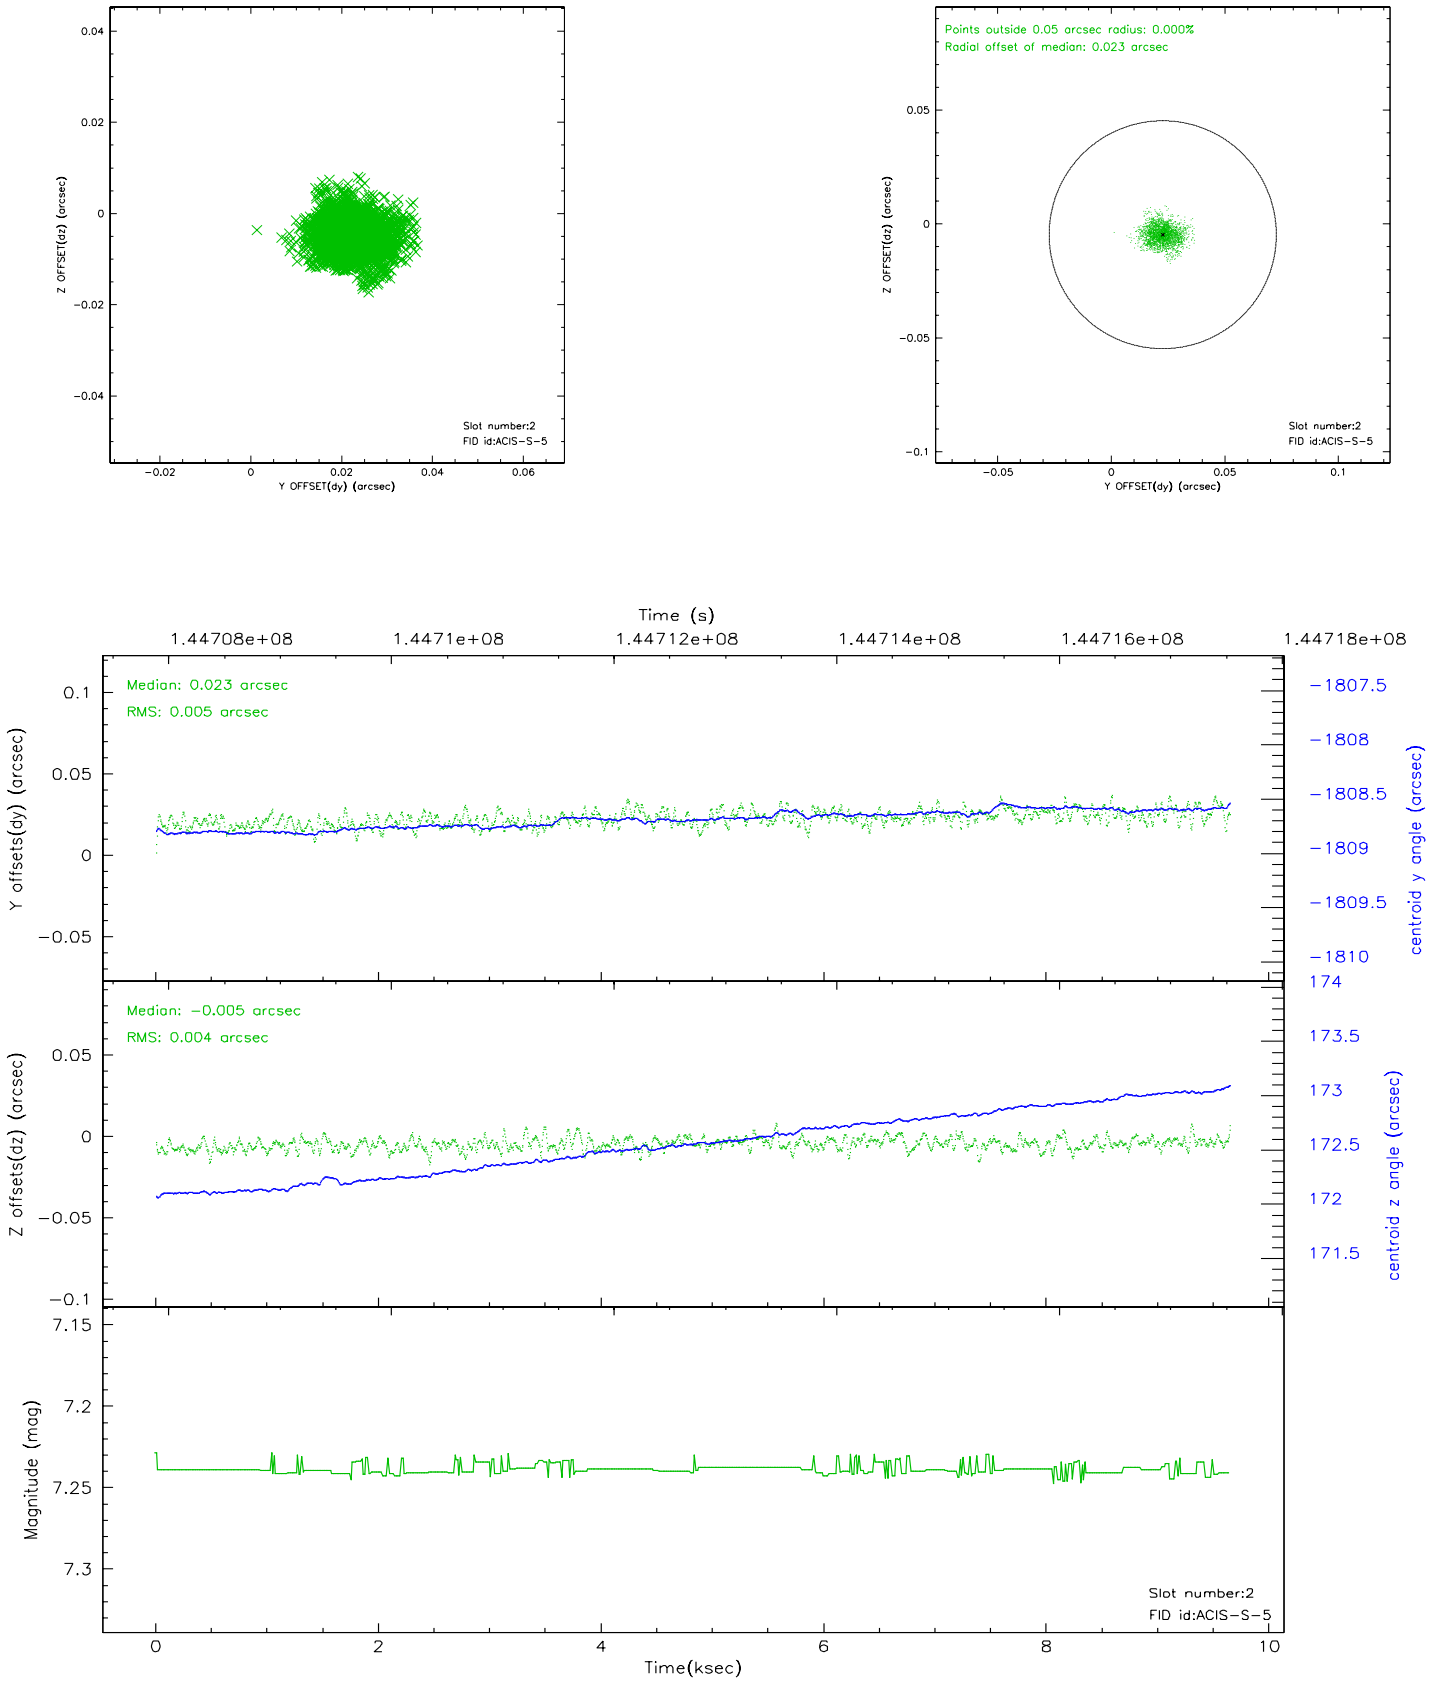 0.04
0.02
0
−0.02
−0.04
Z OFFSET(dz) (arcsec)
Slot number:2
FID id:ACIS−S−5
−0.02 0 0.02 0.04 0.06
Y OFFSET(dy) (arcsec)
Points outside 0.05 arcsec radius: 0.000%
Radial offset of median: 0.023 arcsec
0.05
0
−0.05
−0.1
Z OFFSET(dz) (arcsec)
Slot number:2
FID id:ACIS−S−5
−0.05 0 0.05 0.1
Y OFFSET(dy) (arcsec)
Time (s)
1.44708e+08 1.4471e+08 1.44712e+08 1.44714e+08 1.44716e+08 1.44718e+08
Median: 0.023 arcsec
RMS: 0.005 arcsec
0.1
0.05
0
−0.05
Y offsets(dy) (arcsec)
−1807.5
−1808
−1808.5
−1809
−1809.5
−1810
centroid y angle (arcsec)
Median: −0.005 arcsec
RMS: 0.004 arcsec
0.05
0
−0.05
−0.1
Z offsets(dz) (arcsec)
174
173.5
173
172.5
172
171.5
centroid z angle (arcsec)
7.15
7.2
7.25
7.3
Magnitude (mag)
Slot number:2
FID id:ACIS−S−5
0 2 4 6 8 10
Time(ksec)